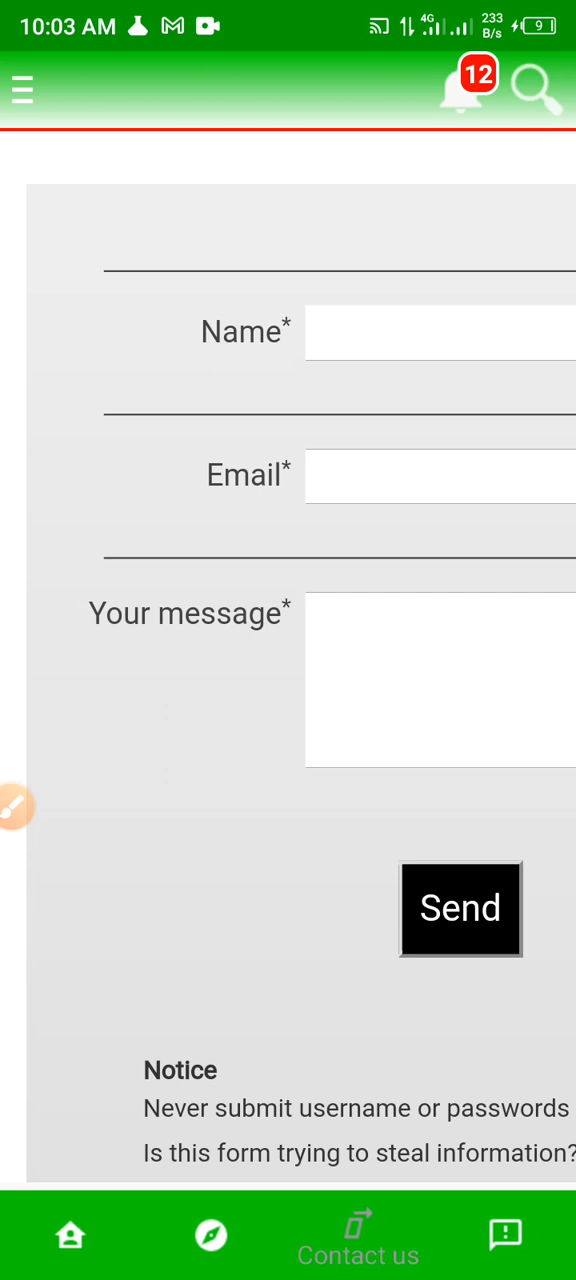 10:03 AM 4G 233 B/s 9
12
Name*
Email*
Your message*
Send
Notice
Never submit username or passwords
Is this form trying to steal information?
Contact us